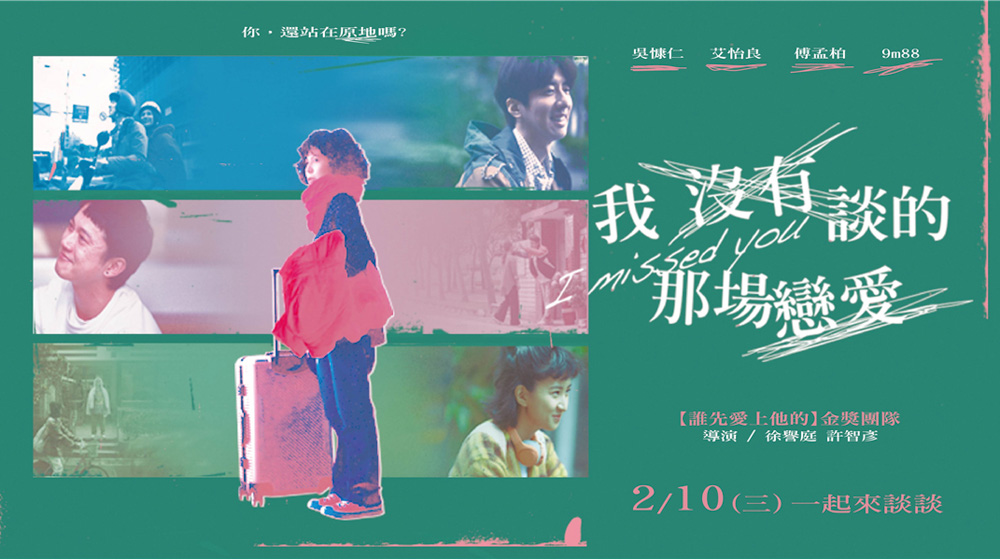 你·還站在原地嗎?
吳慷仁 艾怡良 傅孟柏 9m88
我沒有談的
I missed you
那場戀愛
【誰先愛上他的】金獎團隊
導演 / 徐譽庭 許智彥
2/10(三)一起來談談